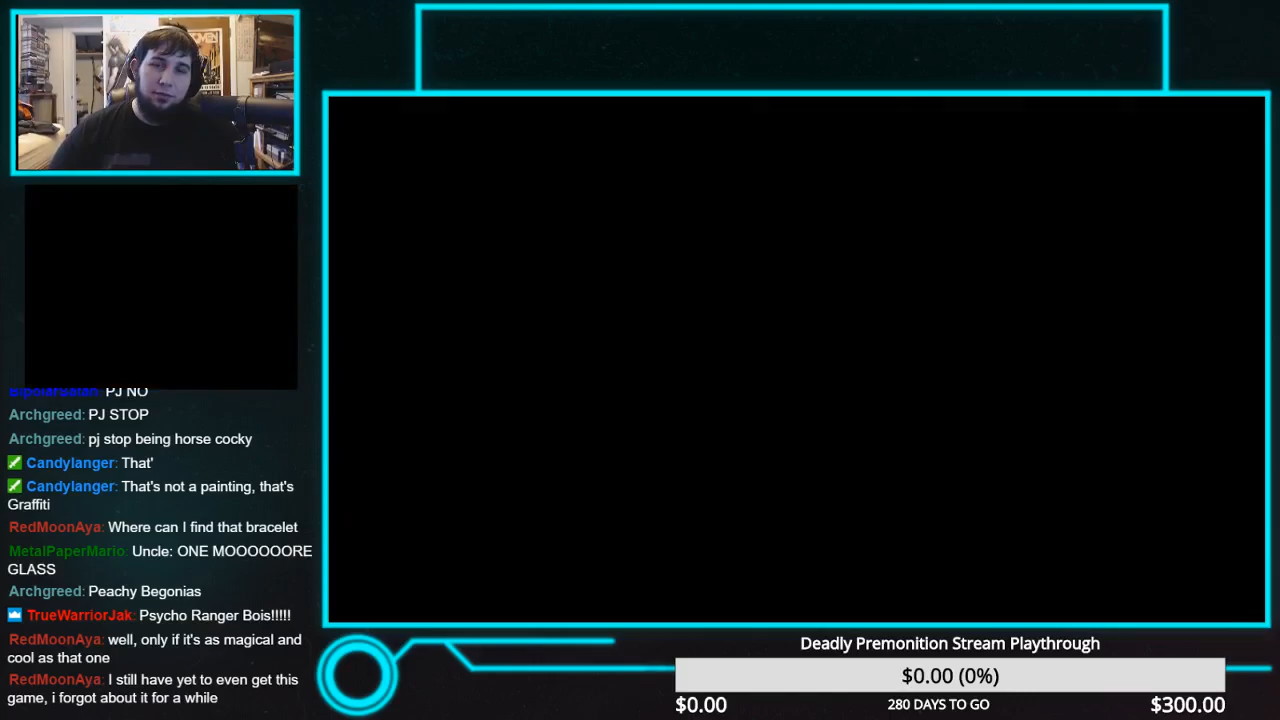 BipolarSatan: PJ NO
Archgreed: PJ STOP
Archgreed: pj stop being horse cocky
Candylanger: That'
Candylanger: That's not a painting, that's
Graffiti
RedMoonAya: Where can I find that bracelet
MetalPaperMario: Uncle: ONE MOOOOOORE
GLASS
Archgreed: Peachy Begonias
TrueWarriorJak: Psycho Ranger Bois!!!!!
RedMoonAya: well, only if it's as magical and
cool as that one
RedMoonAya: I still have yet to even get this
game, i forgot about it for a while
Deadly Premonition Stream Playthrough
$0.00 (0%)
$0.00
280 DAYS TO GO
$300.00